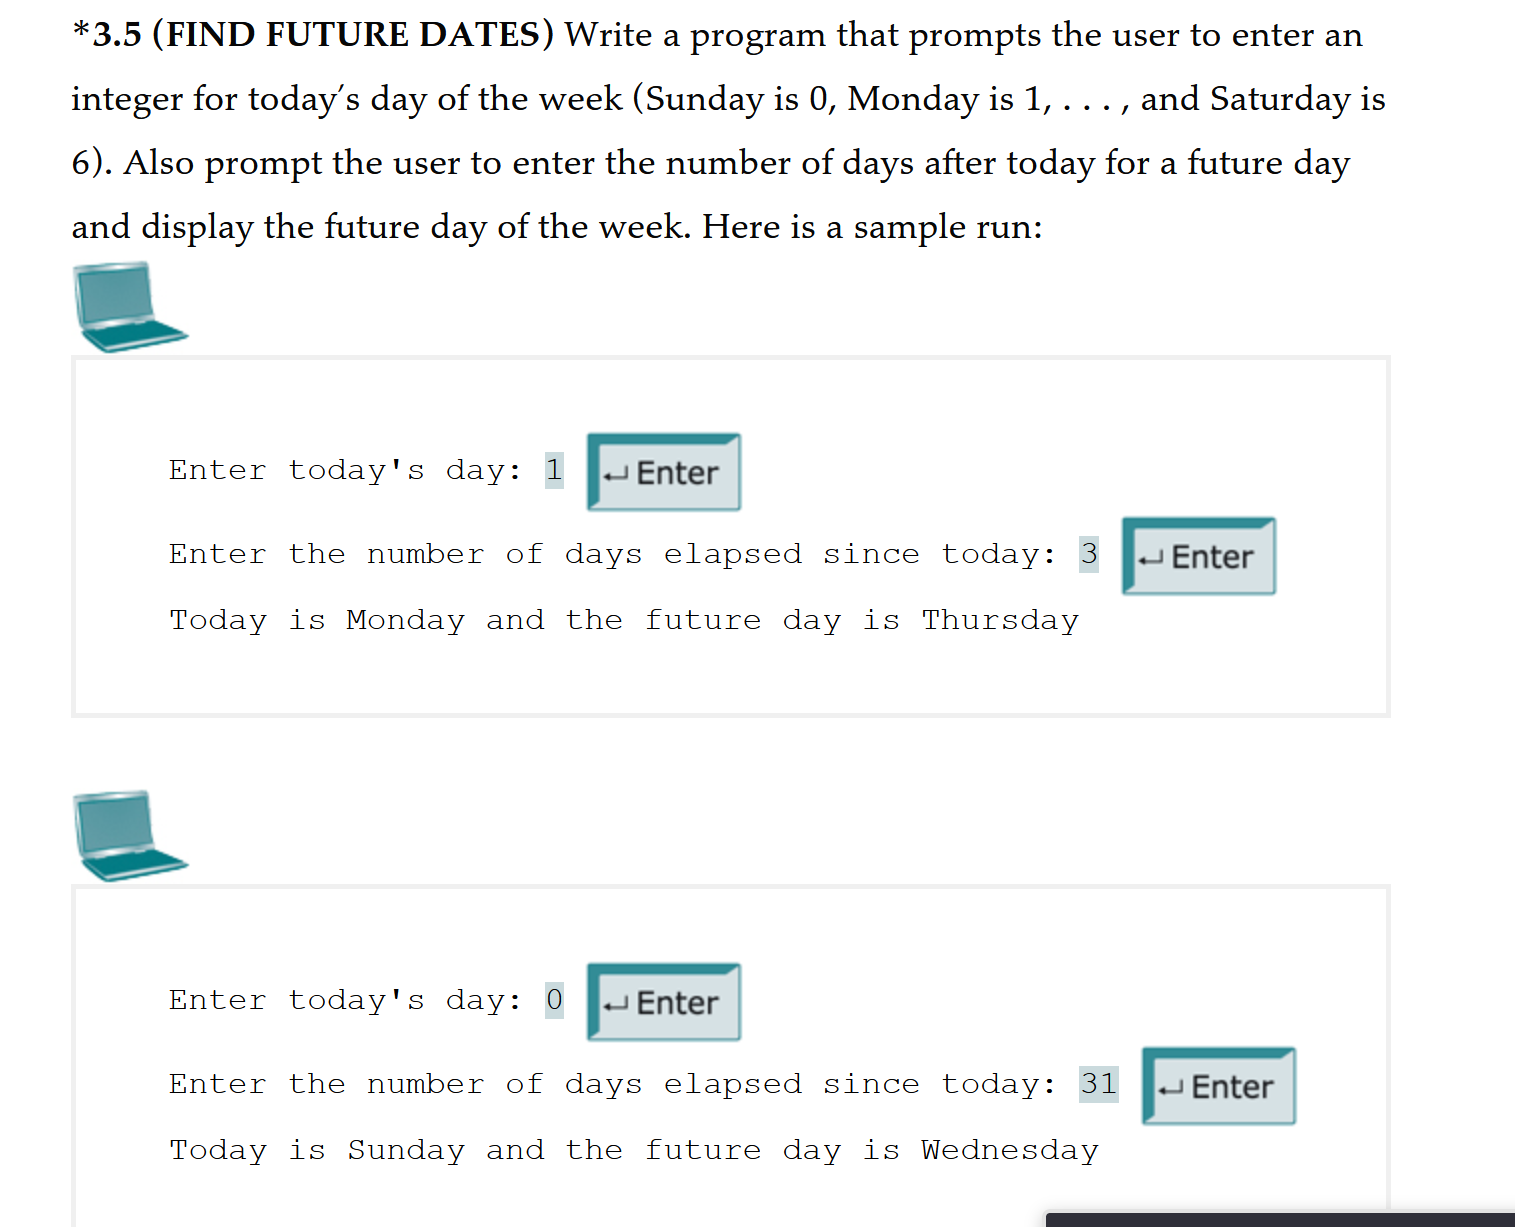 *3.5 (FIND FUTURE DATES) Write a program that prompts the user to enter an
integer for today’s day of the week (Sunday is 0, Monday is 1, . . . , and Saturday is
6). Also prompt the user to enter the number of days after today for a future day
and display the future day of the week. Here is a sample run:
Enter today's day: 1 ↵ Enter
Enter the number of days elapsed since today: 3 ↵ Enter
Today is Monday and the future day is Thursday
Enter today's day: 0 ↵ Enter
Enter the number of days elapsed since today: 31 ↵ Enter
Today is Sunday and the future day is Wednesday